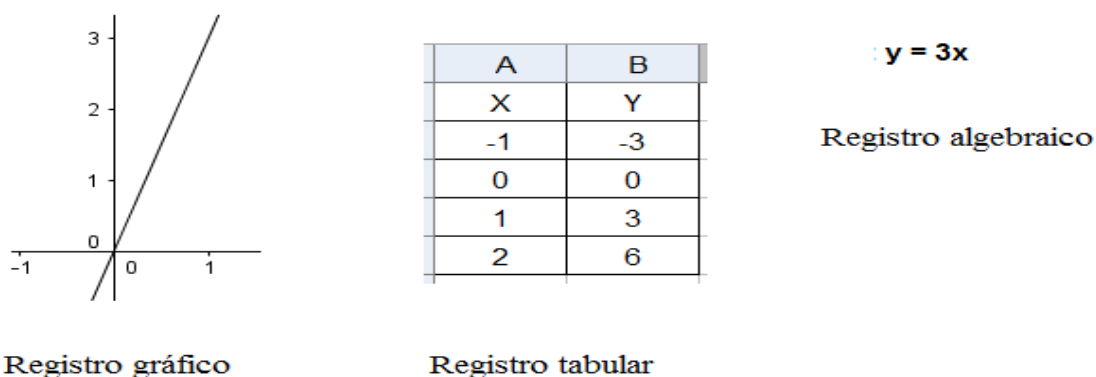 3
2
1
0
-1 0 1
Registro gráfico
A B
X Y
-1 -3
0 0
1 3
2 6
Registro tabular
: y = 3x
Registro algebraico